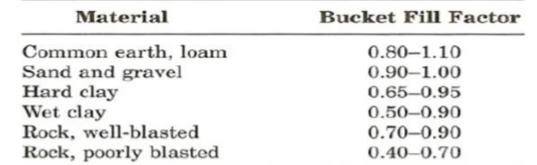 Material Bucket Fill Factor
Common earth, loam 0.80–1.10
Sand and gravel 0.90–1.00
Hard clay 0.65–0.95
Wet clay 0.50–0.90
Rock, well-blasted 0.70–0.90
Rock, poorly blasted 0.40–0.70